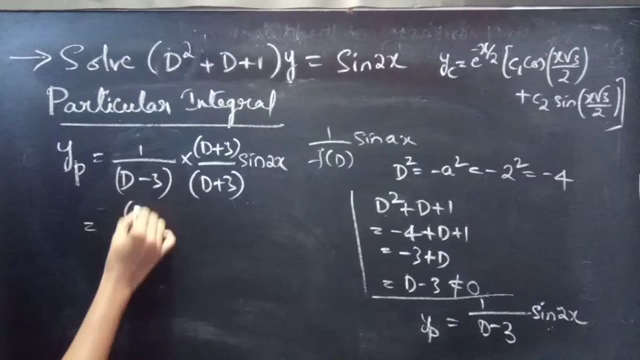 → Solve (D² + D + 1) y = Sin2x
y_c = e^(-x/2) [c₁ cos(x√3/2)
+ c₂ sin(x√3/2)]
Particular Integral
y_p = 1/(D-3) × (D+3)/(D+3) sin2x
= (
1/f(D) sin ax
D² = -a² = -2² = -4
D² + D + 1
= -4 + D + 1
= -3 + D
= D - 3 ≠ 0
y_p = 1/(D-3) sin2x